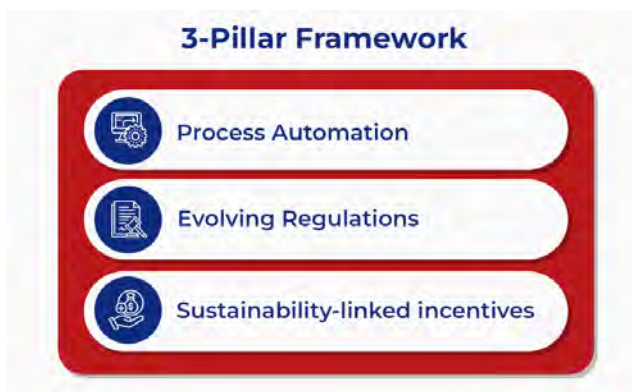 3-Pillar Framework
Process Automation
Evolving Regulations
Sustainability-linked incentives